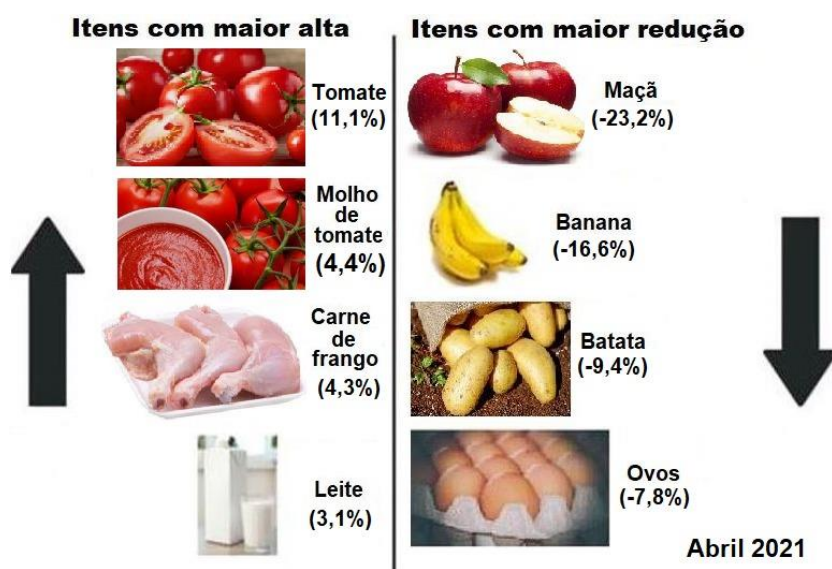 Itens com maior alta
Tomate
(11,1%)
Molho
de
tomate
(4,4%)
Carne
de
frango
(4,3%)
Leite
(3,1%)
Itens com maior redução
Maçã
(-23,2%)
Banana
(-16,6%)
Batata
(-9,4%)
Ovos
(-7,8%)
Abril 2021